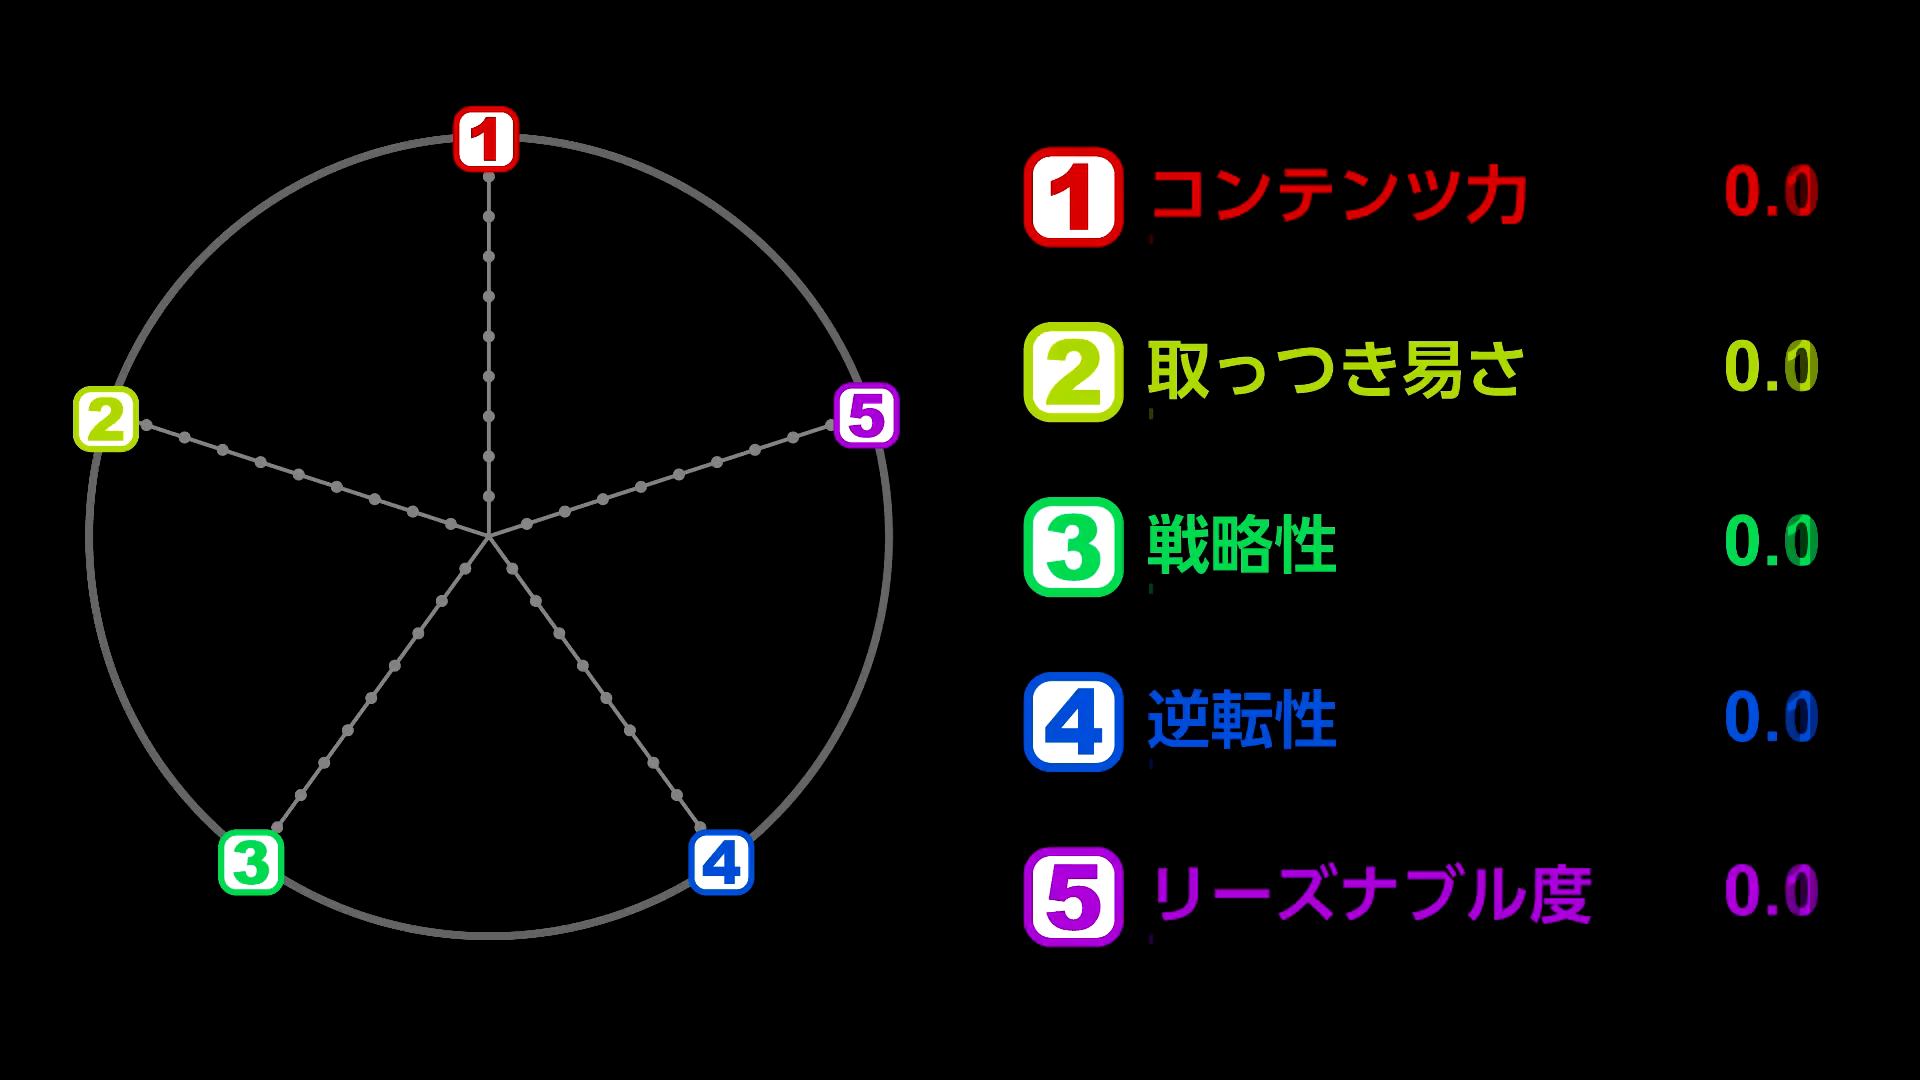 1
2
5
3
4
1 コンテンツ力 0.0
2 取っつき易さ 0.0
3 戦略性 0.0
4 逆転性 0.0
5 リーズナブル度 0.0